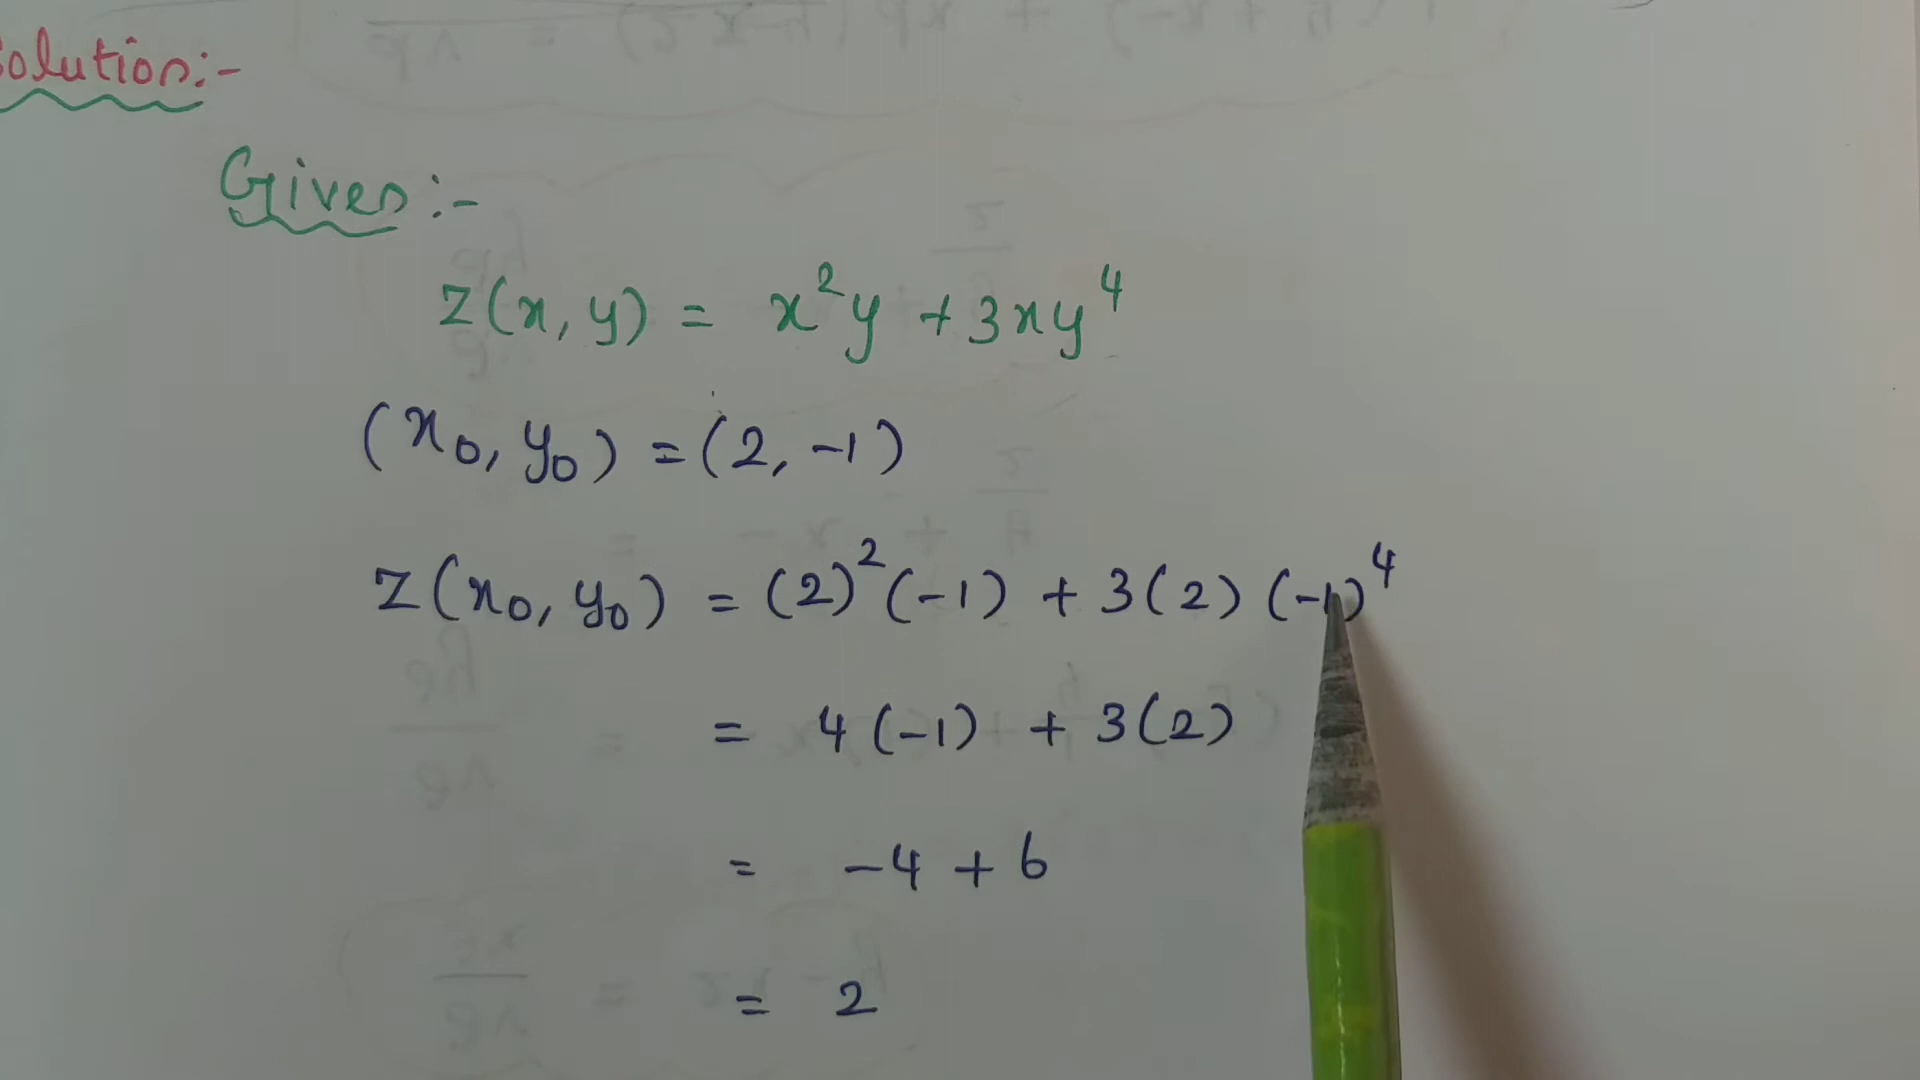 Solution:-
Given:-
z(x, y) = x²y + 3xy⁴
(x₀, y₀) = (2, -1)
z(x₀, y₀) = (2)²(-1) + 3(2)(-1)⁴
= 4(-1) + 3(2)
= -4 + 6
= 2